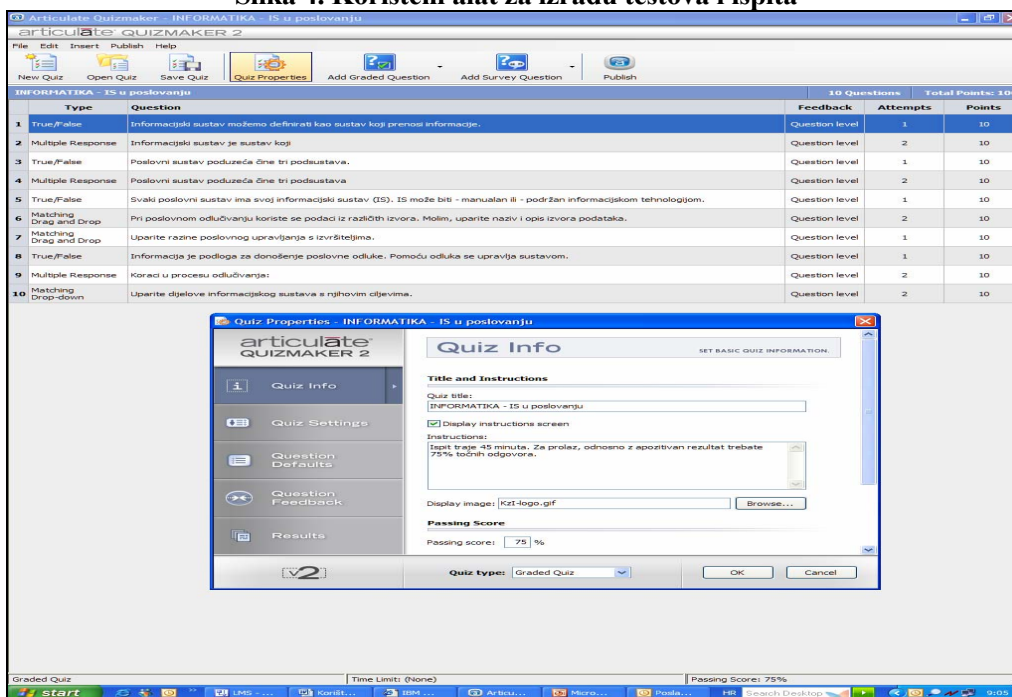 Slika 4. Korišteni alat za izradu testova i ispita
Articulate Quizmaker - INFORMATIKA - IS u poslovanju
articulate QUIZMAKER 2
File Edit Insert Publish Help
New Quiz Open Quiz Save Quiz Quiz Properties Add Graded Question Add Survey Question Publish
INFORMATIKA - IS u poslovanju 10 Questions Total Points: 10
Type Question Feedback Attempts Points
1 True/False Informacijski sustav možemo definirati kao sustav koji prenosi informacije. Question level 1 10
2 Multiple Response Informacijski sustav je sustav koji Question level 2 10
3 True/False Poslovni sustav poduzeća čine tri podsustava. Question level 1 10
4 Multiple Response Poslovni sustav poduzeća čine tri podsustava Question level 2 10
5 True/False Svaki poslovni sustav ima svoj informacijski sustav (IS). IS može biti - manualan ili - podržan informacijskom tehnologijom. Question level 1 10
6 Matching Drag and Drop Pri poslovnom odlučivanju koriste se podaci iz različith izvora. Molim, uparite naziv i opis izvora podataka. Question level 2 10
7 Matching Drag and Drop Uparite razine poslovnog upravljanja s izvršiteljima. Question level 1 10
8 True/False Informacija je podloga za donošenje poslovne odluke. Pomoću odluka se upravlja sustavom. Question level 1 10
9 Multiple Response Koraci u procesu odlučivanja: Question level 2 10
10 Matching Drop-down Uparite dijelove informacijskog sustava s njihovim ciljevima. Question level 2 10
Quiz Properties - INFORMATIKA - IS u poslovanju
articulate QUIZMAKER 2
Quiz Info
Quiz Settings
Question Defaults
Question Feedback
Results
v2
Quiz Info SET BASIC QUIZ INFORMATION.
Title and Instructions
Quiz title:
INFORMATIKA - IS u poslovanju
Display instructions screen
Instructions:
Ispit traje 45 minuta. Za prolaz, odnosno z apozitivan rezultat trebate
75% točnih odgovora.
Display image: KzI-logo.gif Browse...
Passing Score
Passing score: 75 %
Quiz type: Graded Quiz OK Cancel
Graded Quiz Time Limit: (None) Passing Score: 75%
start LMS - ... Korišt... IBM ... Articu... Micro... Posla... HR Search Desktop 9:05